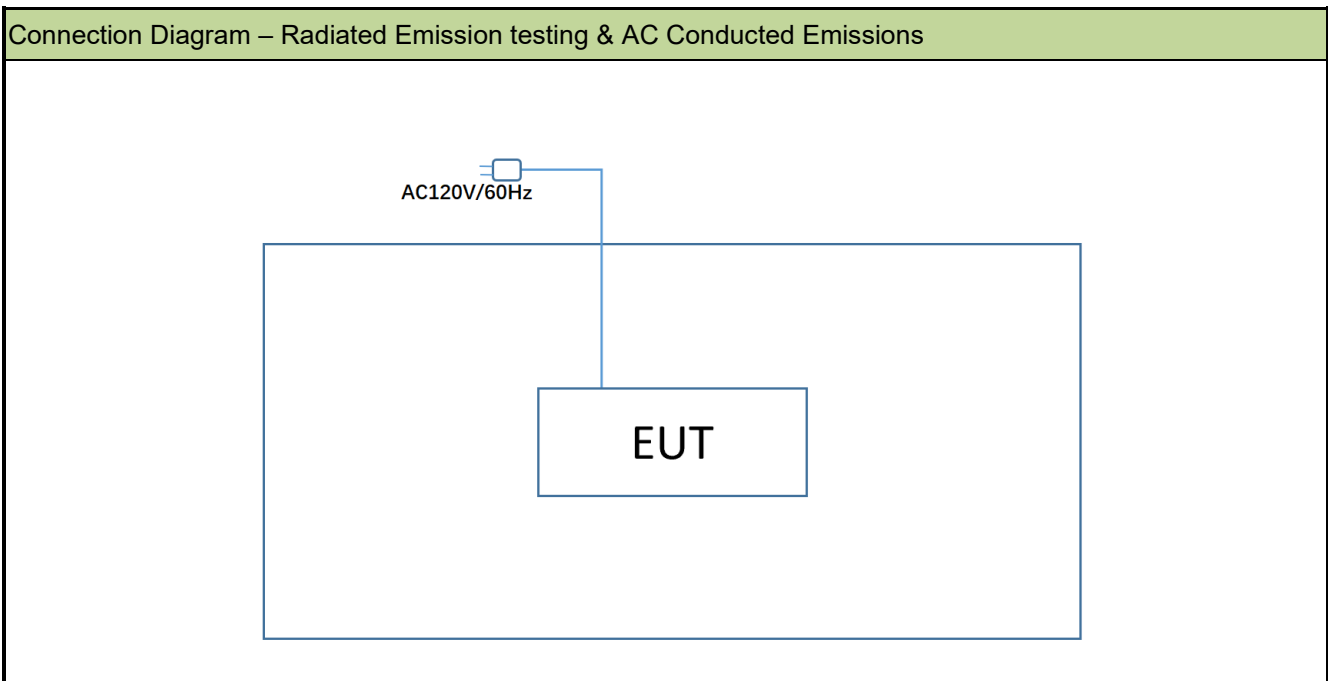 Connection Diagram – Radiated Emission testing & AC Conducted Emissions
AC120V/60Hz
EUT